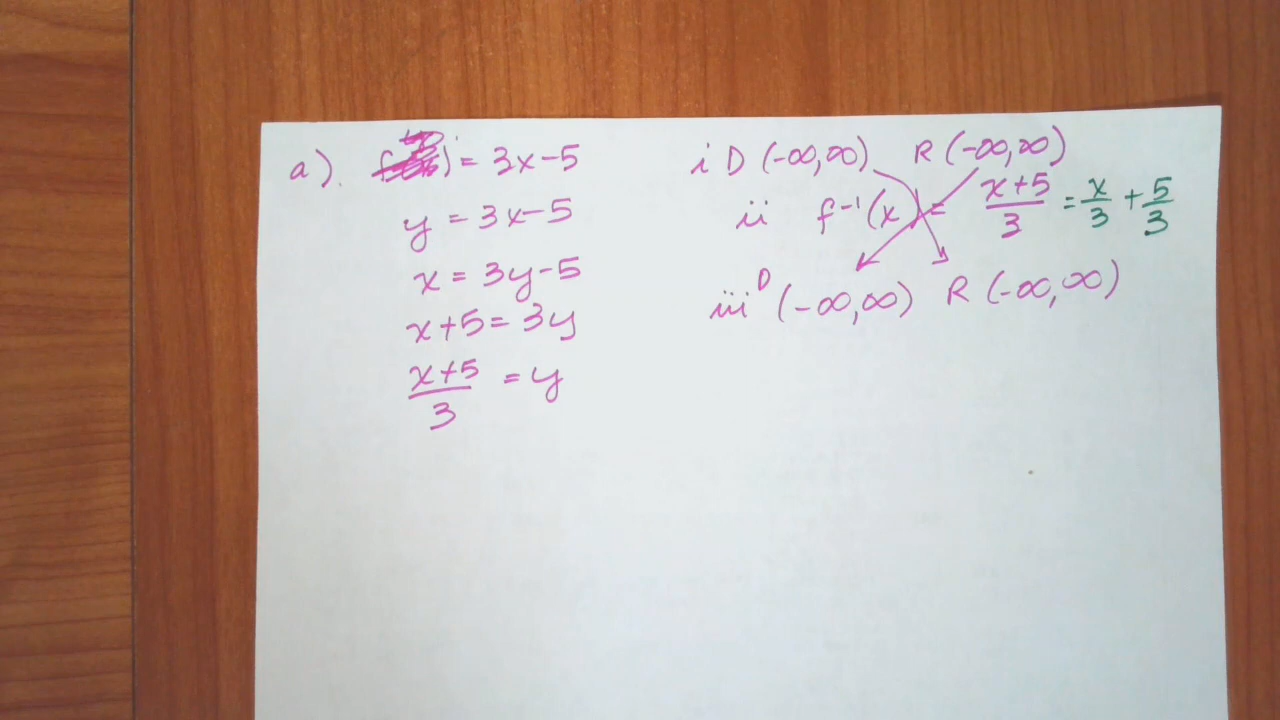 a). = 3x-5
y = 3x-5
x = 3y-5
x+5 = 3y
x+5/3 = y
i D (-∞,∞) R (-∞,∞)
ii f⁻¹(x) = x+5/3 = x/3 + 5/3
iii D (-∞,∞) R (-∞,∞)